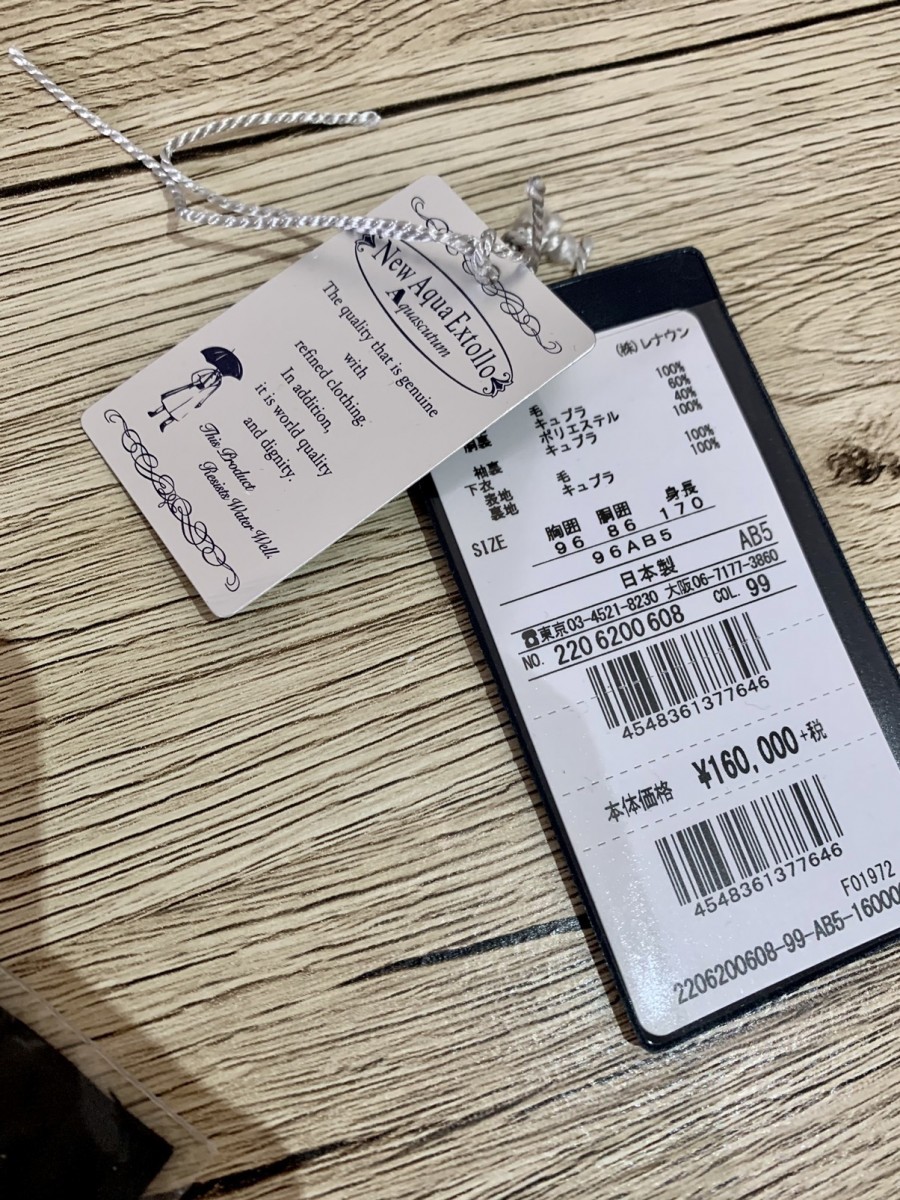 New Aqua Extollo
Aquascutum
The quality that is genuine
with
refined clothing.
In addition,
it is world quality
and dignity.
This Product
Resists Water Well.
(株)レナウン
毛 100%
キュプラ 60%
ポリエステル 40%
キュプラ 100%
袖裏
下衣
表地 毛 100%
裏地 キュプラ 100%
胸囲 胴囲 身長
SIZE 96 86 170
96AB5
日本製 AB5
☎東京03-4521-8230 大阪06-7177-3860
NO. 2206200608 COL. 99
4548361377646
本体価格 ¥160,000+税
4548361377646
F01972
2206200608-99-AB5-16000